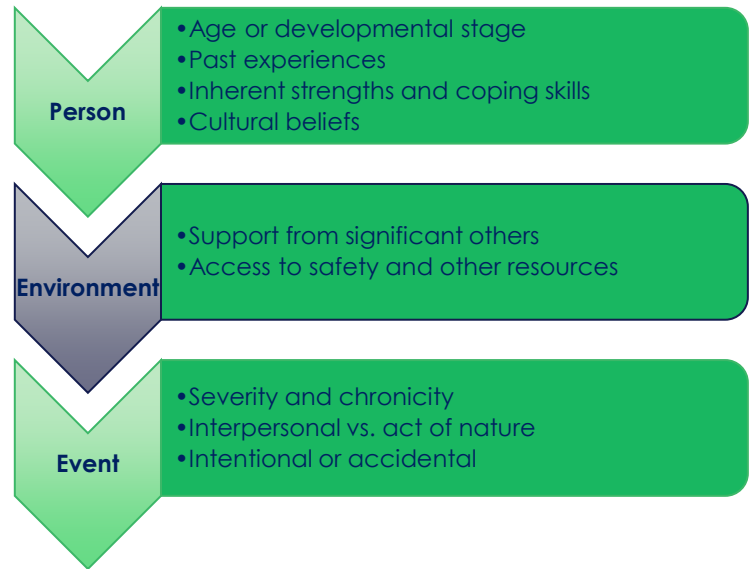 Person
•Age or developmental stage
•Past experiences
•Inherent strengths and coping skills
•Cultural beliefs
Environment
•Support from significant others
•Access to safety and other resources
Event
•Severity and chronicity
•Interpersonal vs. act of nature
•Intentional or accidental